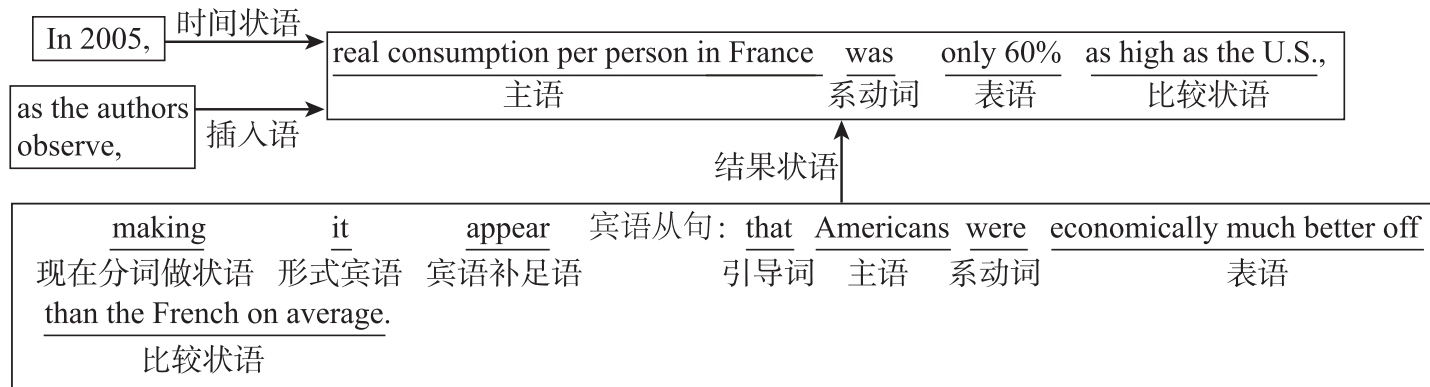 In 2005,
时间状语
real consumption per person in France was only 60% as high as the U.S.,
主语 系动词 表语 比较状语
as the authors
observe,
插入语
结果状语
making it appear 宾语从句: that Americans were economically much better off
现在分词做状语 形式宾语 宾语补足语 引导词 主语 系动词 表语
than the French on average.
比较状语